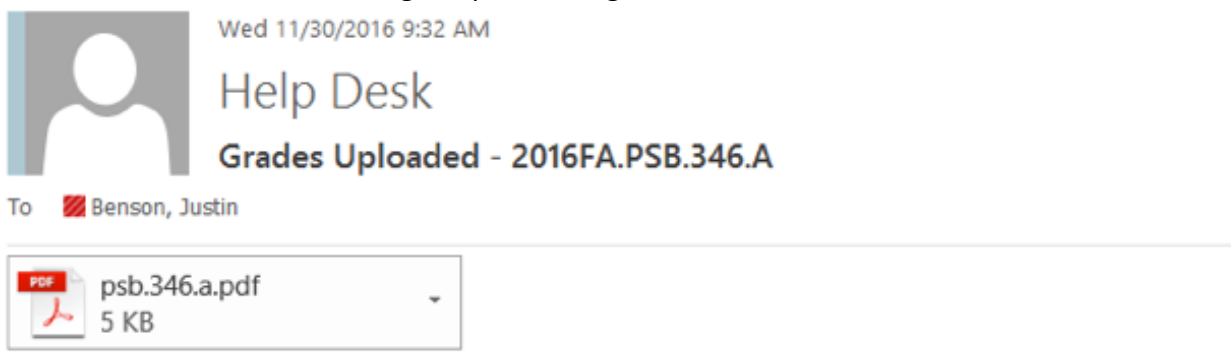 Wed 11/30/2016 9:32 AM
Help Desk
Grades Uploaded - 2016FA.PSB.346.A
To Benson, Justin
PDF
psb.346.a.pdf
5 KB